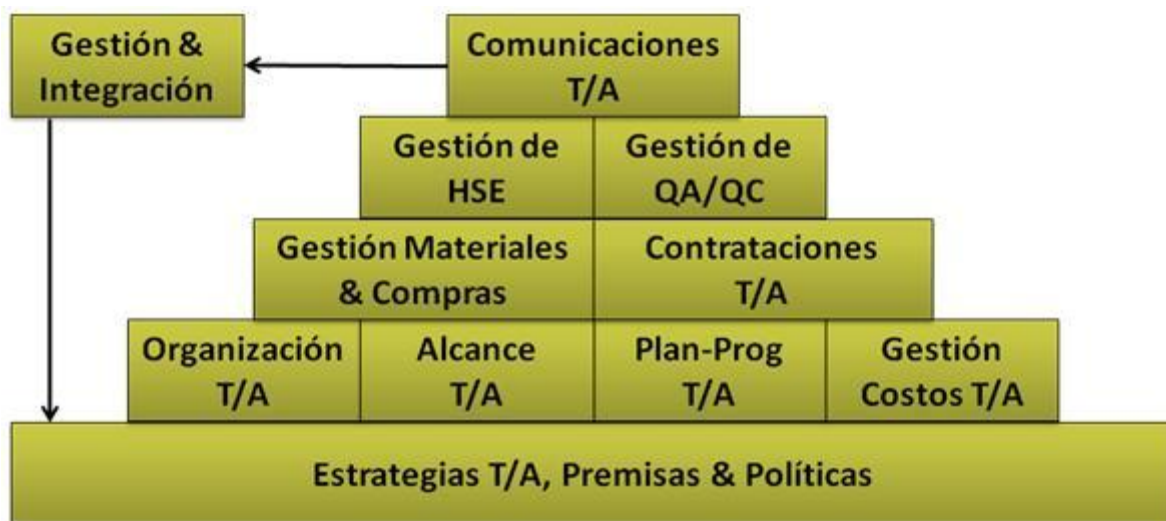 Gestión &
Integración
Comunicaciones
T/A
Gestión de
HSE
Gestión de
QA/QC
Gestión Materiales
& Compras
Contrataciones
T/A
Organización
T/A
Alcance
T/A
Plan-Prog
T/A
Gestión
Costos T/A
Estrategias T/A, Premisas & Políticas